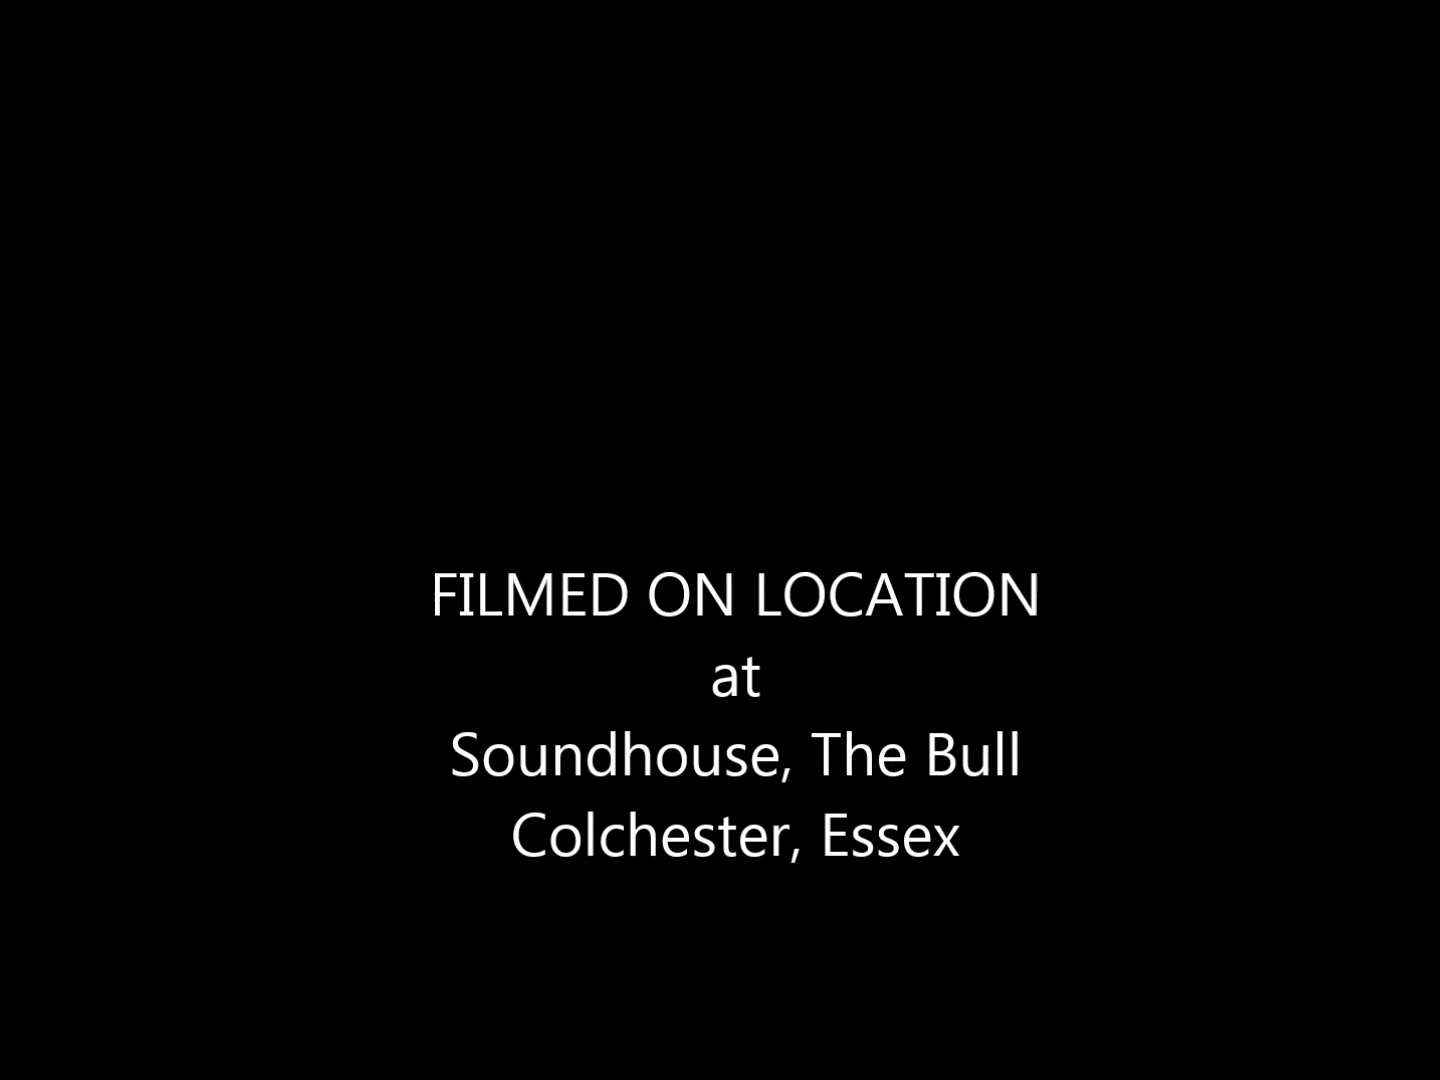 FILMED ON LOCATION
at
Soundhouse, The Bull
Colchester, Essex